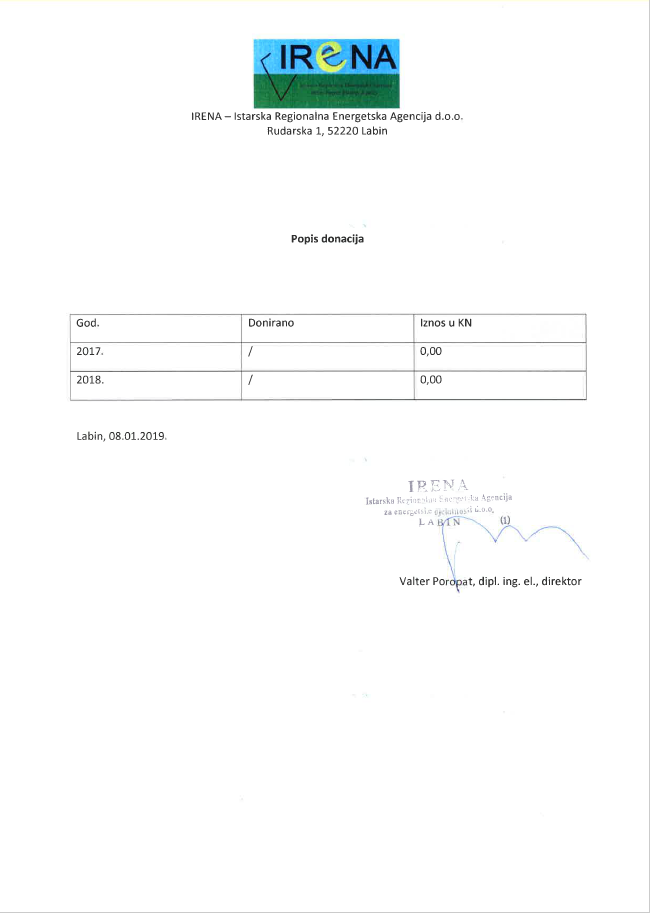 IRENA
IRENA – Istarska Regionalna Energetska Agencija d.o.o.
Rudarska 1, 52220 Labin
Popis donacija
God. Donirano Iznos u KN
2017. / 0,00
2018. / 0,00
Labin, 08.01.2019.
IRENA
Istarska Regionalna Energetska Agencija
za energetske djelatnosti d.o.o.
LABIN (1)
Valter Poropat, dipl. ing. el., direktor